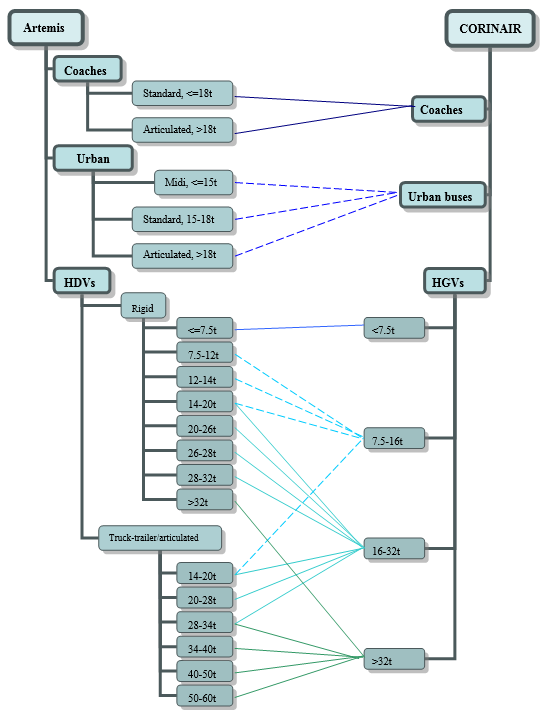 Artemis
CORINAIR
Coaches
Standard, <=18t
Articulated, >18t
Coaches
Urban
Midi, <=15t
Standard, 15-18t
Articulated, >18t
Urban buses
HDVs
HGVs
Rigid
<=7.5t
7.5-12t
12-14t
14-20t
20-26t
26-28t
28-32t
>32t
<7.5t
7.5-16t
16-32t
>32t
Truck-trailer/articulated
14-20t
20-28t
28-34t
34-40t
40-50t
50-60t